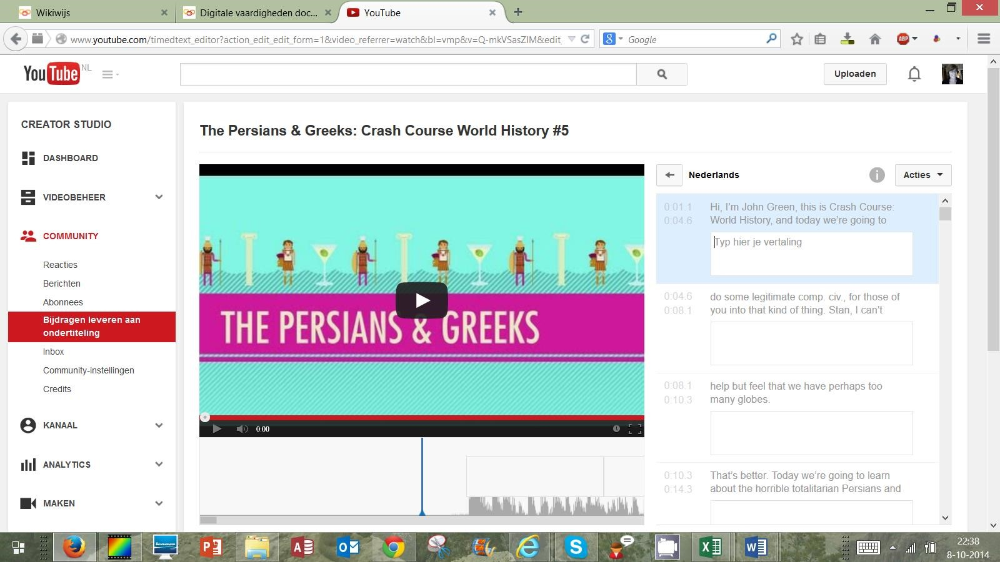 Wikiwijs
Digitale vaardigheden doc...
YouTube
www.youtube.com/timedtext_editor?action_edit_edit_form=1&video_referrer=watch&bl=vmp&v=Q-mkVSasZIM&edit_
Google
ABP
YouTube NL
Uploaden
CREATOR STUDIO
DASHBOARD
VIDEOBEHEER
COMMUNITY
Reacties
Berichten
Abonnees
Bijdragen leveren aan
ondertiteling
Inbox
Community-instellingen
Credits
KANAAL
ANALYTICS
MAKEN
The Persians & Greeks: Crash Course World History #5
THE PERSIANS & GREEKS
0:00
Nederlands
Acties
0:01.1 Hi, I'm John Green, this is Crash Course:
0:04.6 World History, and today we're going to
Typ hier je vertaling
0:04.6 do some legitimate comp. civ., for those of
0:08.1 you into that kind of thing. Stan, I can't
0:08.1 help but feel that we have perhaps too
0:10.3 many globes.
0:10.3 That's better. Today we're going to learn
0:14.3 about the horrible totalitarian Persians and
22:38
8-10-2014